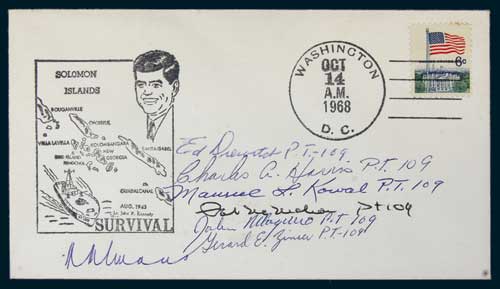 SOLOMON
ISLANDS
BOUGAINVILLE
CHOISEUL
VELLA LAVELLA
KOLOMBANGARA
NEW
GEORGIA
SANTA ISABEL
RENDOVA
GUADALCANAL
AUG. 1943
Lt. John F. Kennedy
SURVIVAL
WASHINGTON
OCT
14
A.M.
1968
D. C.
6c
Ed P.T-109
Charles A. Harris P.T. 109
Maurice L. Kowal P.T. 109
PT 109
John Maguire P.T 109
Gerard E. Zinser P.T-109